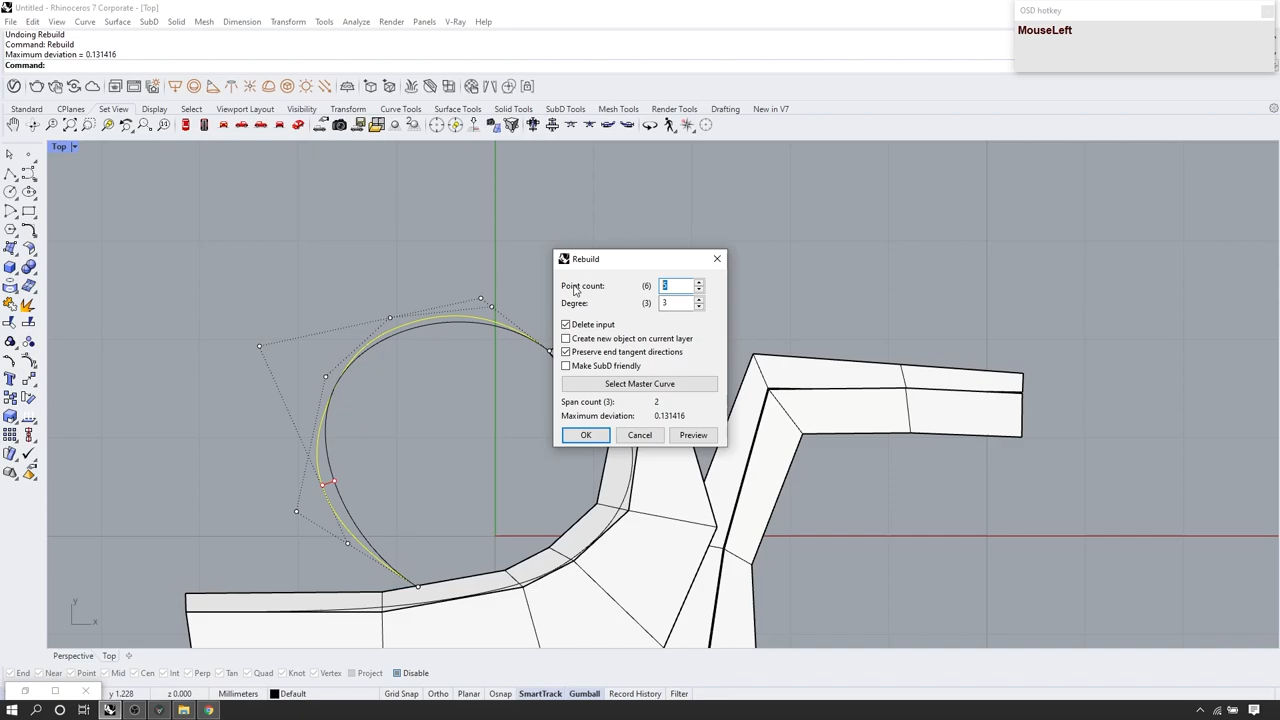 Untitled - Rhinoceros 7 Corporate - [Top]
OSD hotkey
MouseLeft
File Edit View Curve Surface SubD Solid Mesh Dimension Transform Tools Analyze Render Panels V-Ray Help
Undoing Rebuild
Command: Rebuild
Maximum deviation = 0.131416
Command:
Standard CPlanes Set View Display Select Viewport Layout Visibility Transform Curve Tools Surface Tools Solid Tools SubD Tools Mesh Tools Render Tools Drafting New in V7
Top
Rebuild
Point count: (6) 5
Degree: (3) 3
Delete input
Create new object on current layer
Preserve end tangent directions
Make SubD friendly
Select Master Curve
Span count (3): 2
Maximum deviation: 0.131416
OK Cancel Preview
y
x
Perspective Top
End Near Point Mid Cen Int Perp Tan Quad Knot Vertex Project Disable
y 1.228 z 0.000 Millimeters Default Grid Snap Ortho Planar Osnap SmartTrack Gumball Record History Filter